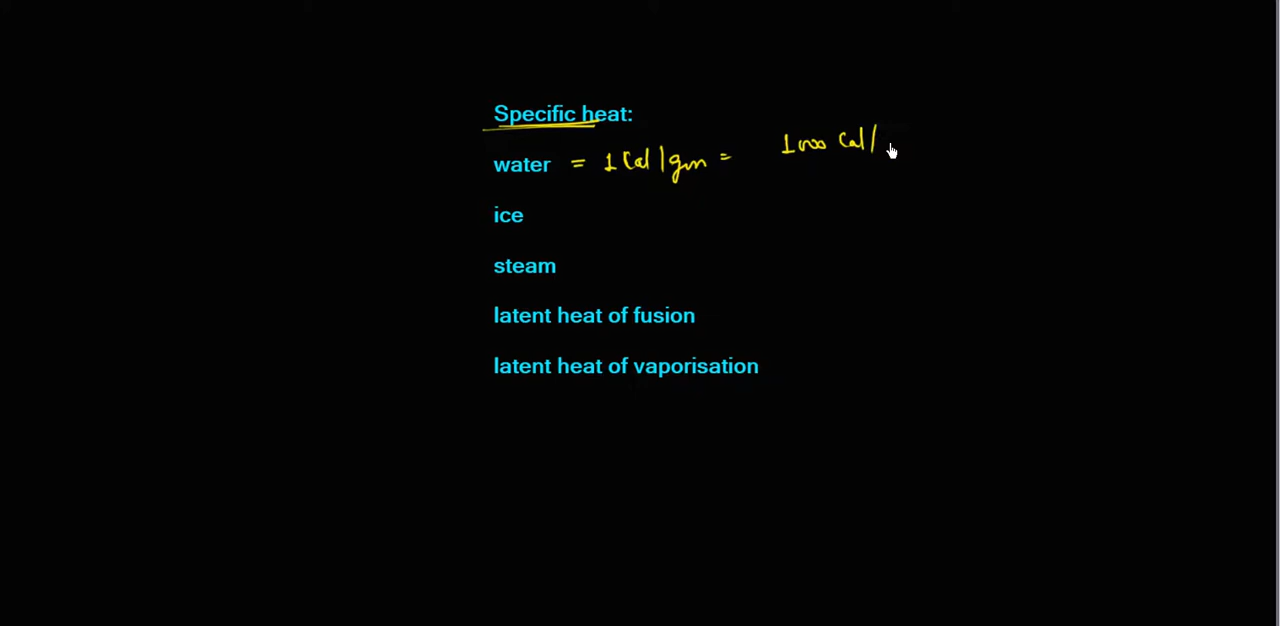 Specific heat:
water = 1 Cal/gm = 1000 Cal/
ice
steam
latent heat of fusion
latent heat of vaporisation